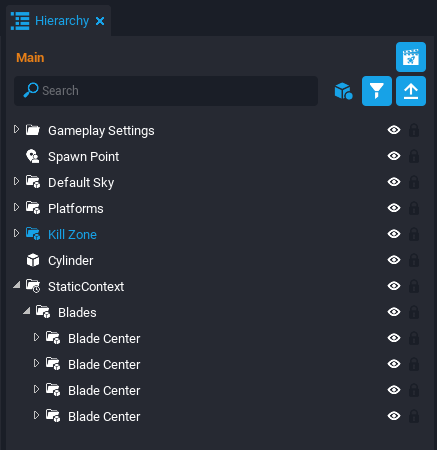 Hierarchy
Main
Search
Gameplay Settings
Spawn Point
Default Sky
Platforms
Kill Zone
Cylinder
StaticContext
Blades
Blade Center
Blade Center
Blade Center
Blade Center